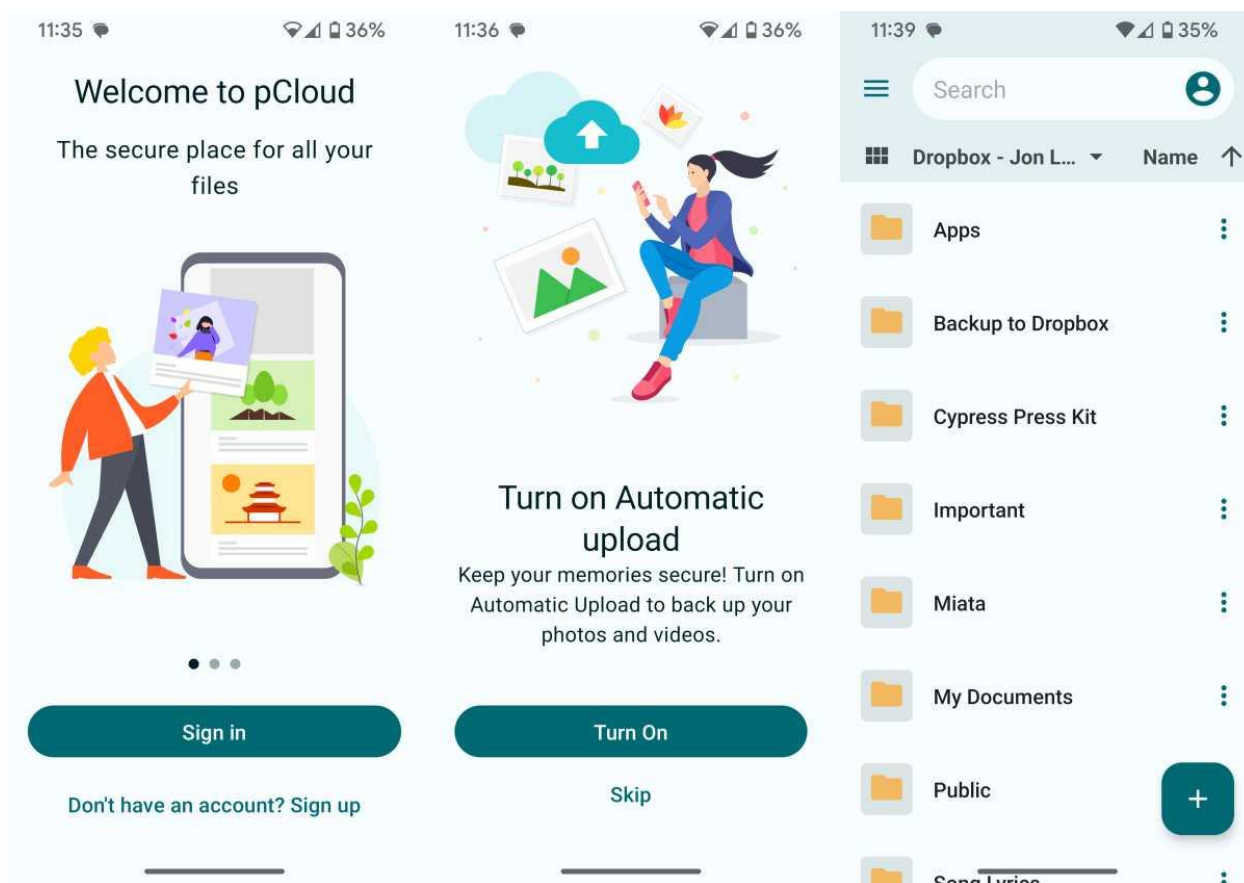 11:35
36%
Welcome to pCloud
The secure place for all your
files
Sign in
Don't have an account? Sign up
11:36
36%
Turn on Automatic
upload
Keep your memories secure! Turn on
Automatic Upload to back up your
photos and videos.
Turn On
Skip
11:39
35%
Search
Dropbox - Jon L...
Name
Apps
Backup to Dropbox
Cypress Press Kit
Important
Miata
My Documents
Public
Song Lyrics